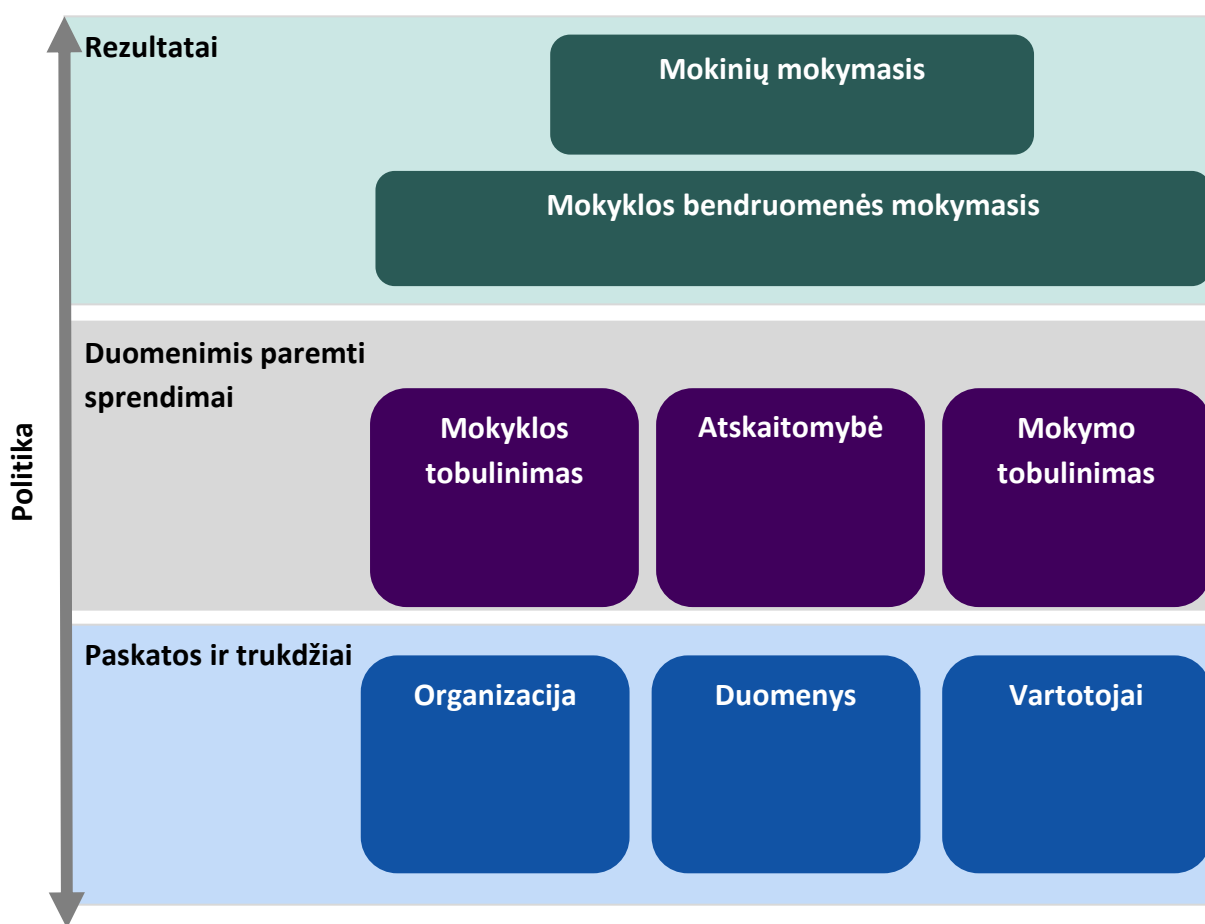 Rezultatai
Mokinių mokymasis
Mokyklos bendruomenės mokymasis
Politika
Duomenimis paremti
sprendimai
Mokyklos
tobulinimas
Atskaitomybė
Mokymo
tobulinimas
Paskatos ir trukdžiai
Organizacija
Duomenys
Vartotojai